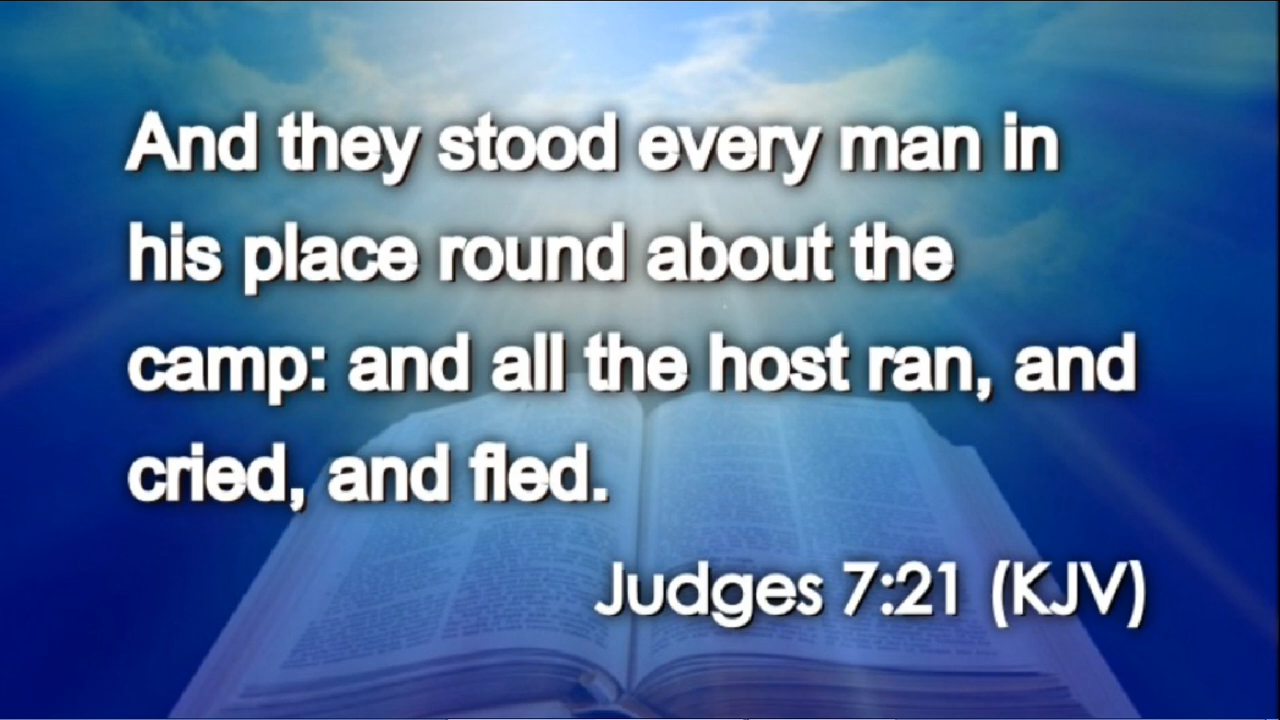 And they stood every man in
his place round about the
camp: and all the host ran, and
cried, and fled.
Judges 7:21 (KJV)